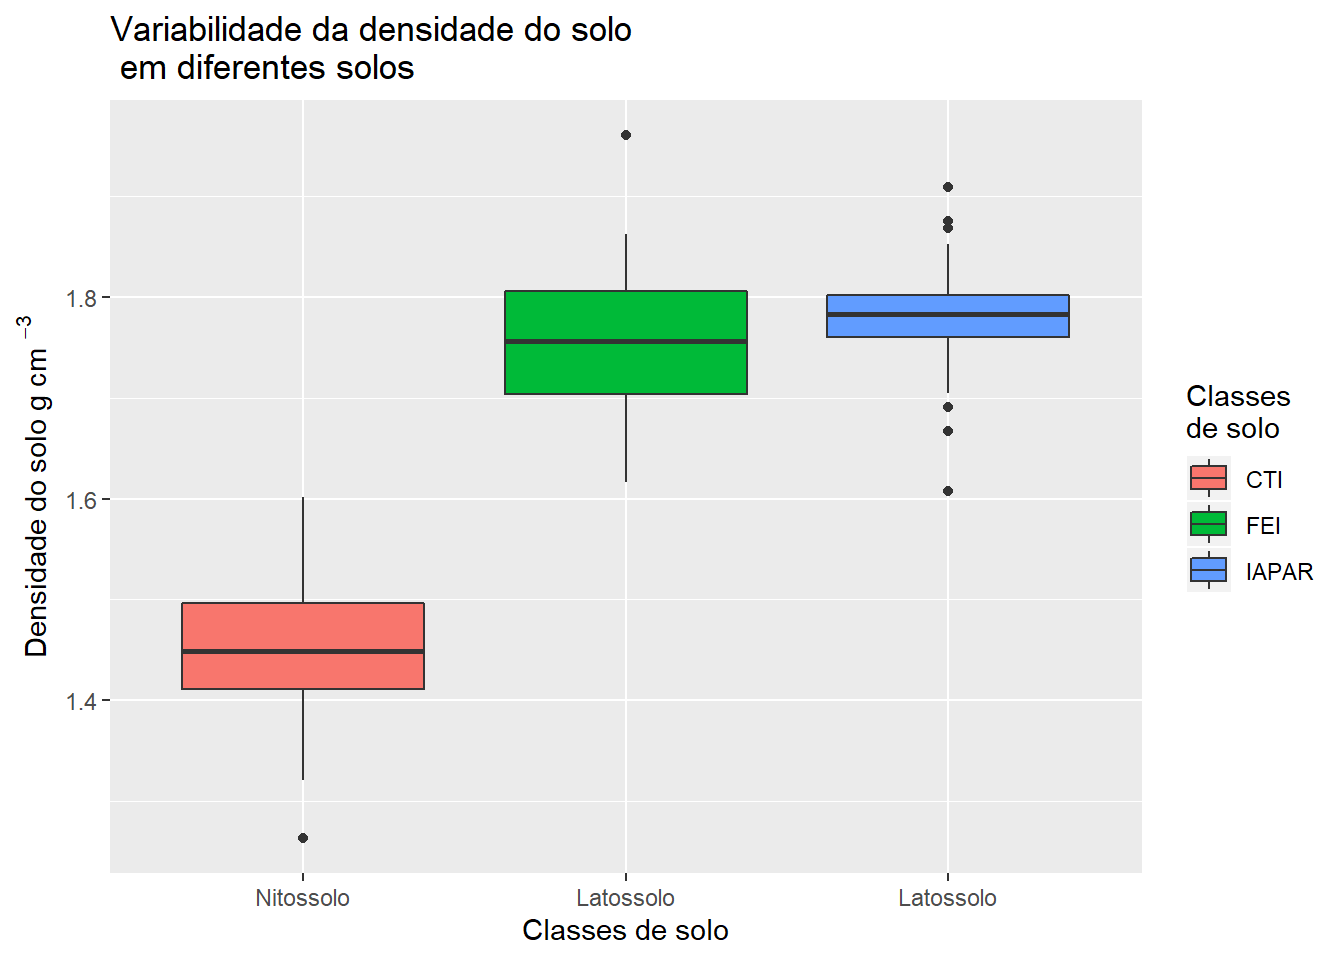 Variabilidade da densidade do solo
em diferentes solos
Densidade do solo g cm ⁻³
1.8
1.6
1.4
Nitossolo
Latossolo
Latossolo
Classes de solo
Classes
de solo
CTI
FEI
IAPAR